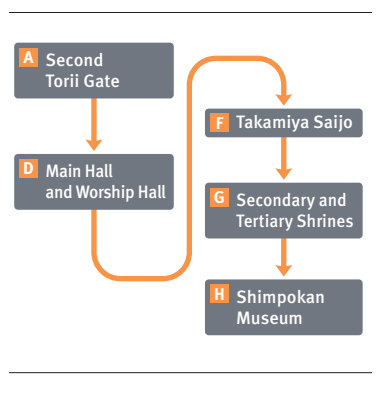 A Second
Torii Gate
D Main Hall
and Worship Hall
F Takamiya Saijo
G Secondary and
Tertiary Shrines
H Shimpokan
Museum